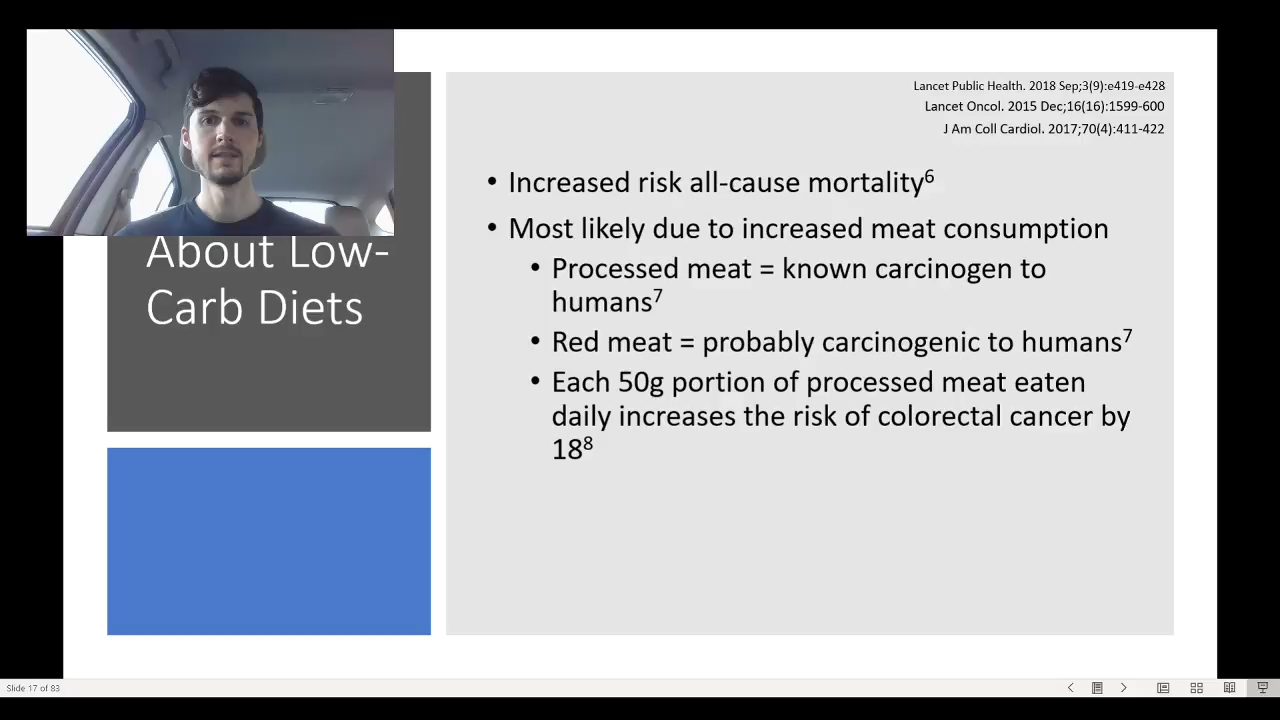 About Low-
Carb Diets
Lancet Public Health. 2018 Sep;3(9):e419-e428
Lancet Oncol. 2015 Dec;16(16):1599-600
J Am Coll Cardiol. 2017;70(4):411-422
• Increased risk all-cause mortality⁶
• Most likely due to increased meat consumption
• Processed meat = known carcinogen to
humans⁷
• Red meat = probably carcinogenic to humans⁷
• Each 50g portion of processed meat eaten
daily increases the risk of colorectal cancer by
18⁸
Slide 17 of 83